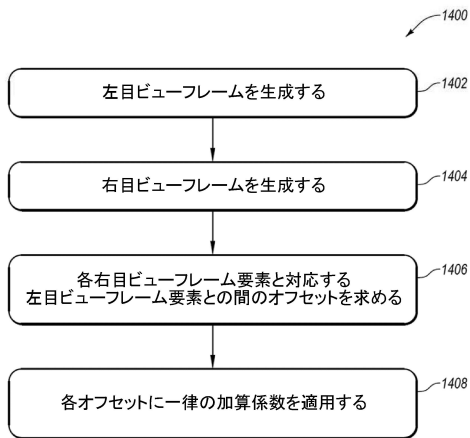 1400
左目ビューフレームを生成する
1402
右目ビューフレームを生成する
1404
各右目ビューフレーム要素と対応する
左目ビューフレーム要素との間のオフセットを求める
1406
各オフセットに一律の加算係数を適用する
1408